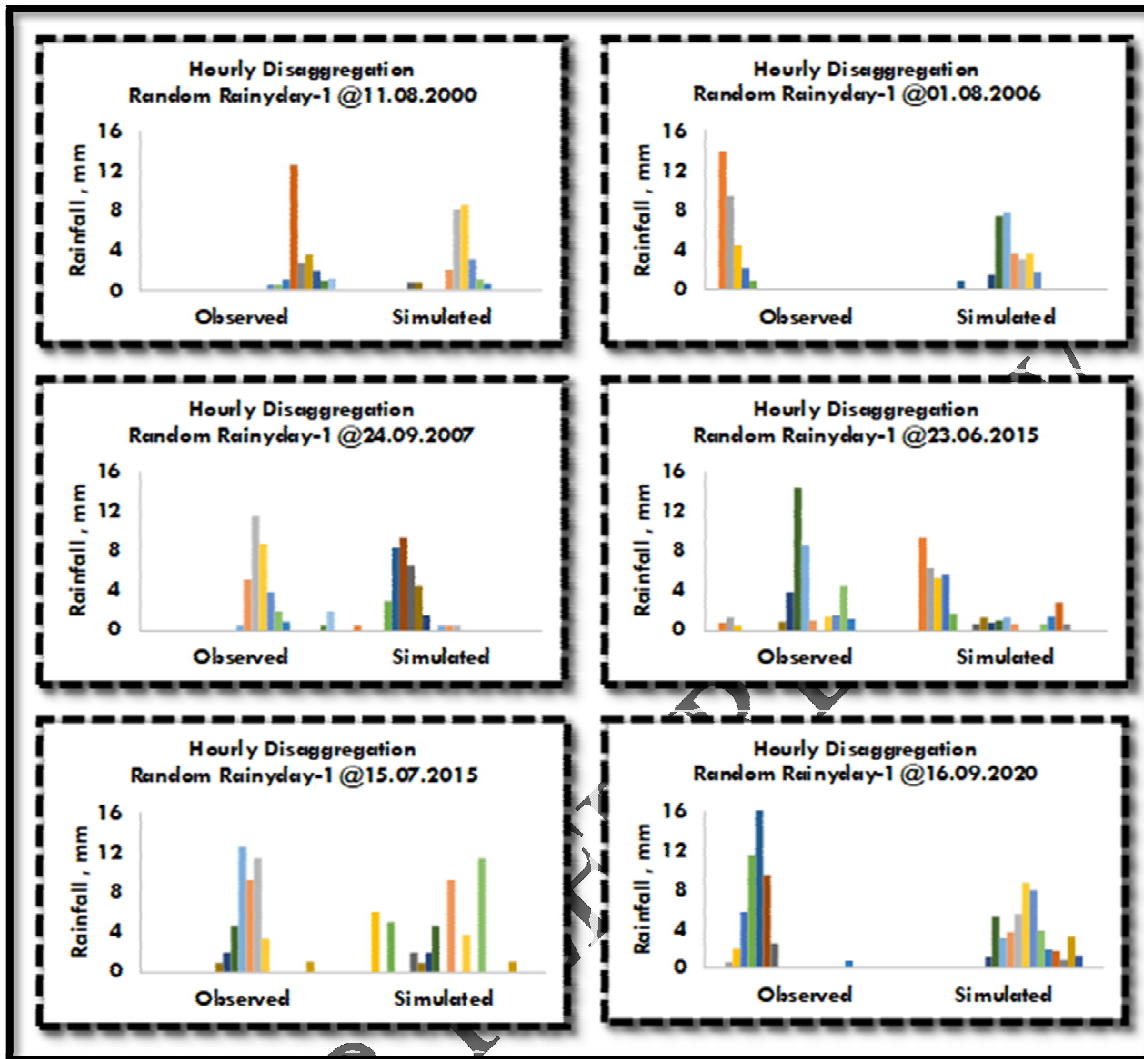 Hourly Disaggregation
Random Rainyday-1 @11.08.2000
16
12
8
4
0
Rainfall , mm
Observed Simulated
Hourly Disaggregation
Random Rainyday-1 @01.08.2006
16
12
8
4
0
Rainfall , mm
Observed Simulated
Hourly Disaggregation
Random Rainyday-1 @24.09.2007
16
12
8
4
0
Rainfall , mm
Observed Simulated
Hourly Disaggregation
Random Rainyday-1 @23.06.2015
16
12
8
4
0
Rainfall , mm
Observed Simulated
Hourly Disaggregation
Random Rainyday-1 @15.07.2015
16
12
8
4
0
Rainfall , mm
Observed Simulated
Hourly Disaggregation
Random Rainyday-1 @16.09.2020
16
12
8
4
0
Rainfall , mm
Observed Simulated